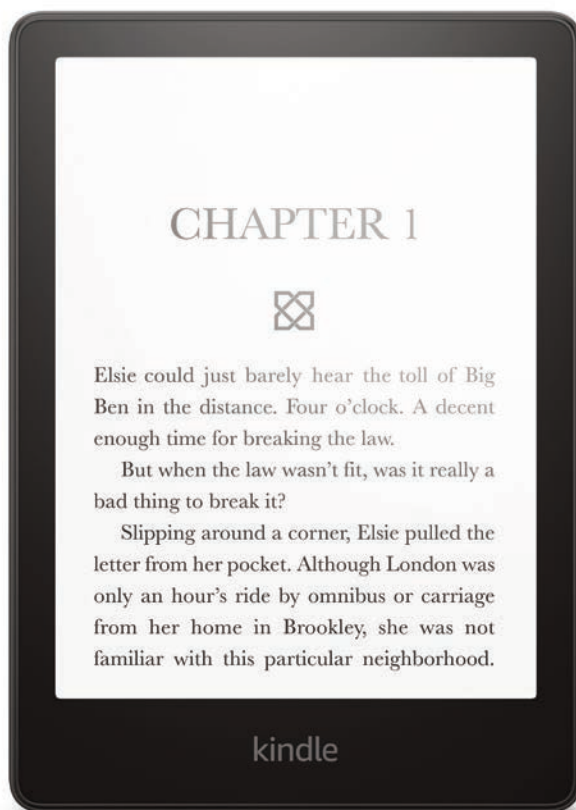 CHAPTER 1
Elsie could just barely hear the toll of Big
Ben in the distance. Four o’clock. A decent
enough time for breaking the law.
But when the law wasn’t fit, was it really a
bad thing to break it?
Slipping around a corner, Elsie pulled the
letter from her pocket. Although London was
only an hour’s ride by omnibus or carriage
from her home in Brookley, she was not
familiar with this particular neighborhood.
kindle